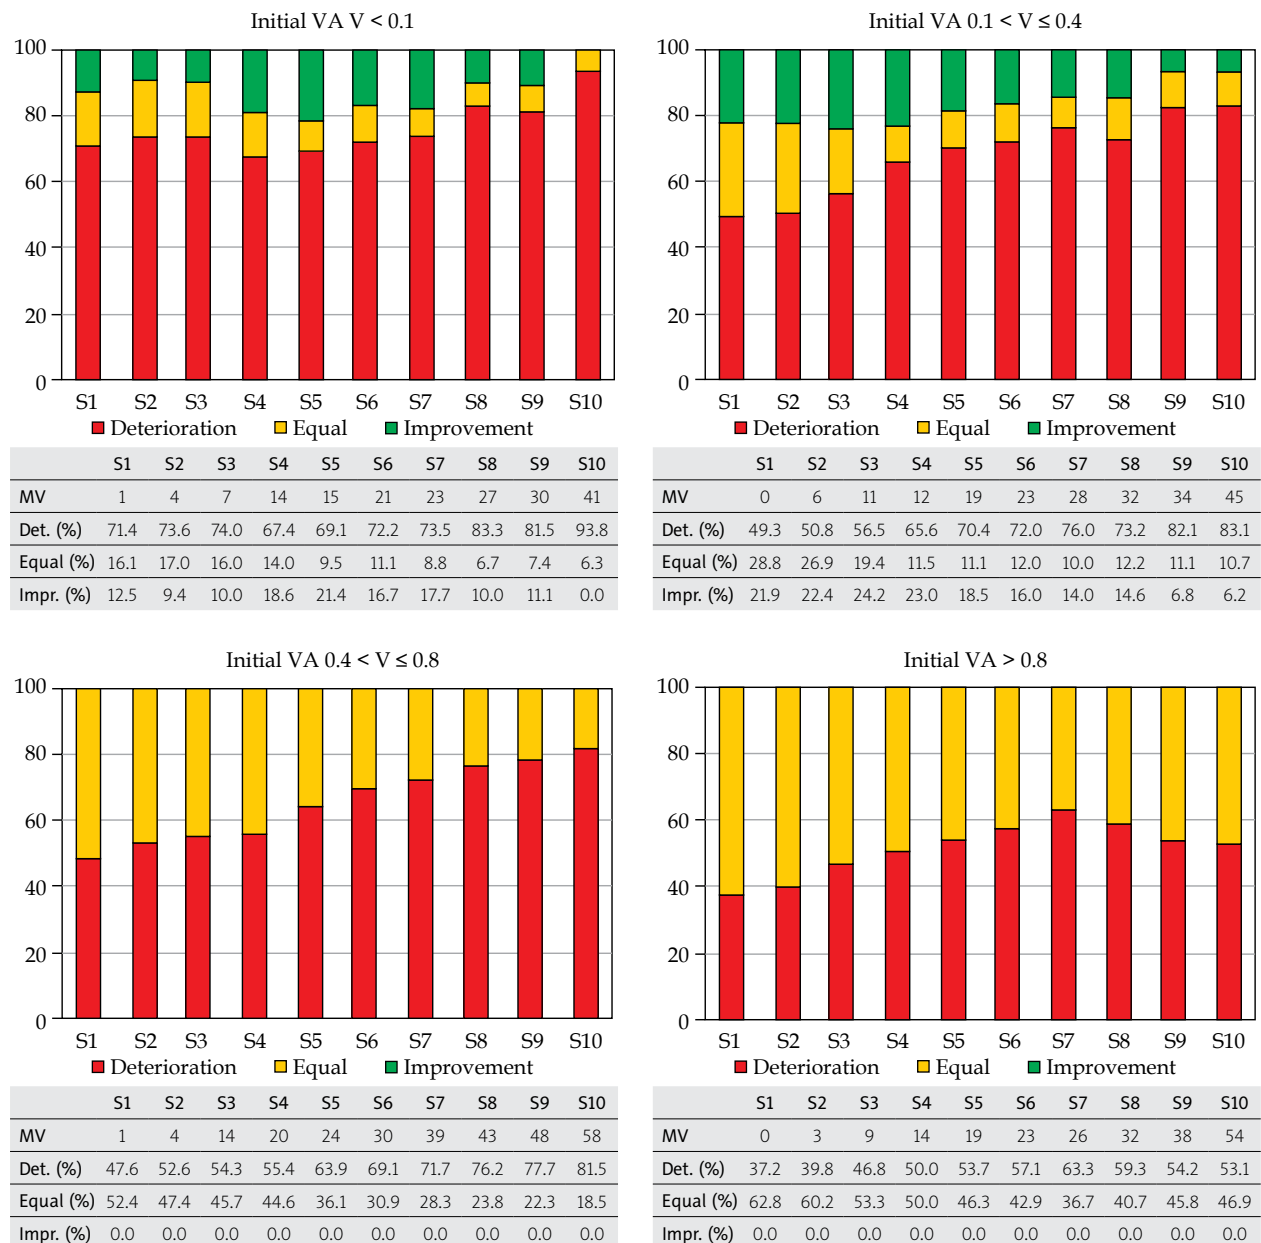 Initial VA V < 0.1
100
80
60
40
20
0
S1 S2 S3 S4 S5 S6 S7 S8 S9 S10
Deterioration Equal Improvement
S1 S2 S3 S4 S5 S6 S7 S8 S9 S10
MV 1 4 7 14 15 21 23 27 30 41
Det. (%) 71.4 73.6 74.0 67.4 69.1 72.2 73.5 83.3 81.5 93.8
Equal (%) 16.1 17.0 16.0 14.0 9.5 11.1 8.8 6.7 7.4 6.3
Impr. (%) 12.5 9.4 10.0 18.6 21.4 16.7 17.7 10.0 11.1 0.0
Initial VA 0.1 < V ≤ 0.4
100
80
60
40
20
0
S1 S2 S3 S4 S5 S6 S7 S8 S9 S10
Deterioration Equal Improvement
S1 S2 S3 S4 S5 S6 S7 S8 S9 S10
MV 0 6 11 12 19 23 28 32 34 45
Det. (%) 49.3 50.8 56.5 65.6 70.4 72.0 76.0 73.2 82.1 83.1
Equal (%) 28.8 26.9 19.4 11.5 11.1 12.0 10.0 12.2 11.1 10.7
Impr. (%) 21.9 22.4 24.2 23.0 18.5 16.0 14.0 14.6 6.8 6.2
Initial VA 0.4 < V ≤ 0.8
100
80
60
40
20
0
S1 S2 S3 S4 S5 S6 S7 S8 S9 S10
Deterioration Equal Improvement
S1 S2 S3 S4 S5 S6 S7 S8 S9 S10
MV 1 4 14 20 24 30 39 43 48 58
Det. (%) 47.6 52.6 54.3 55.4 63.9 69.1 71.7 76.2 77.7 81.5
Equal (%) 52.4 47.4 45.7 44.6 36.1 30.9 28.3 23.8 22.3 18.5
Impr. (%) 0.0 0.0 0.0 0.0 0.0 0.0 0.0 0.0 0.0 0.0
Initial VA > 0.8
100
80
60
40
20
0
S1 S2 S3 S4 S5 S6 S7 S8 S9 S10
Deterioration Equal Improvement
S1 S2 S3 S4 S5 S6 S7 S8 S9 S10
MV 0 3 9 14 19 23 26 32 38 54
Det. (%) 37.2 39.8 46.8 50.0 53.7 57.1 63.3 59.3 54.2 53.1
Equal (%) 62.8 60.2 53.3 50.0 46.3 42.9 36.7 40.7 45.8 46.9
Impr. (%) 0.0 0.0 0.0 0.0 0.0 0.0 0.0 0.0 0.0 0.0